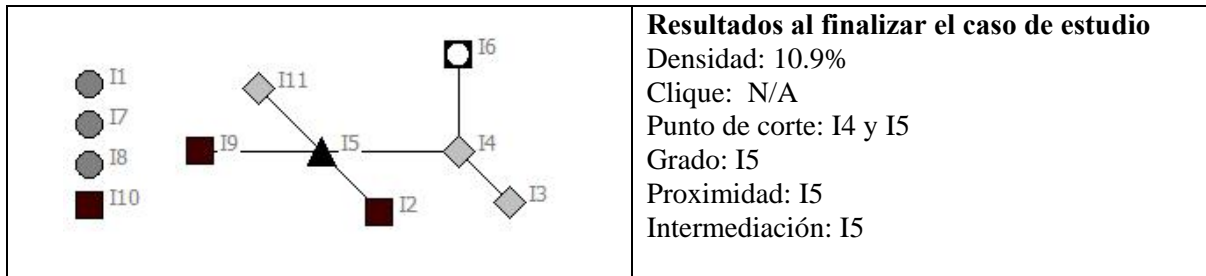 I1
I7
I8
I10
I11
I9
I5
I2
I6
I4
I3
Resultados al finalizar el caso de estudio
Densidad: 10.9%
Clique:  N/A
Punto de corte: I4 y I5
Grado: I5
Proximidad: I5
Intermediación: I5